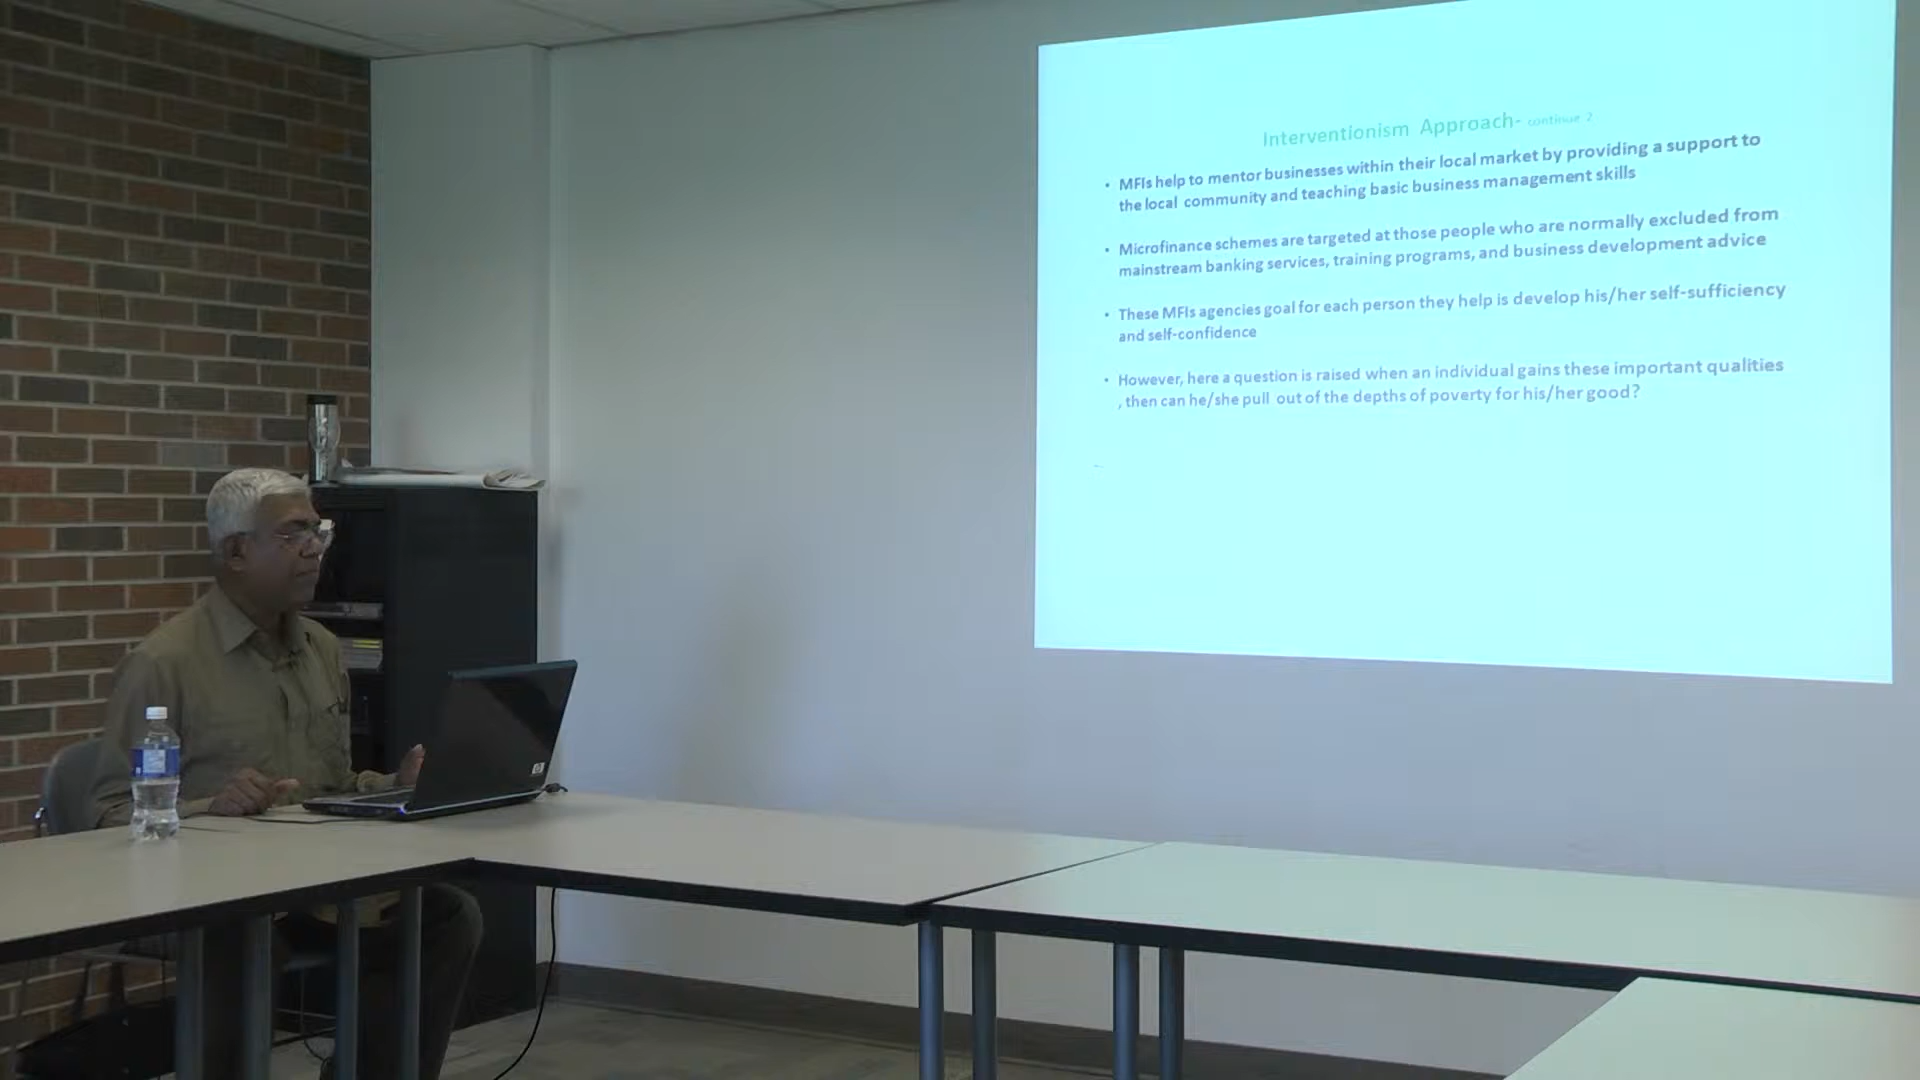 Interventionism Approach- continue 2
• MFIs help to mentor businesses within their local market by providing a support to
the local community and teaching basic business management skills
• Microfinance schemes are targeted at those people who are normally excluded from
mainstream banking services, training programs, and business development advice
• These MFIs agencies goal for each person they help is develop his/her self-sufficiency
and self-confidence
• However, here a question is raised when an individual gains these important qualities
, then can he/she pull out of the depths of poverty for his/her good?
hp